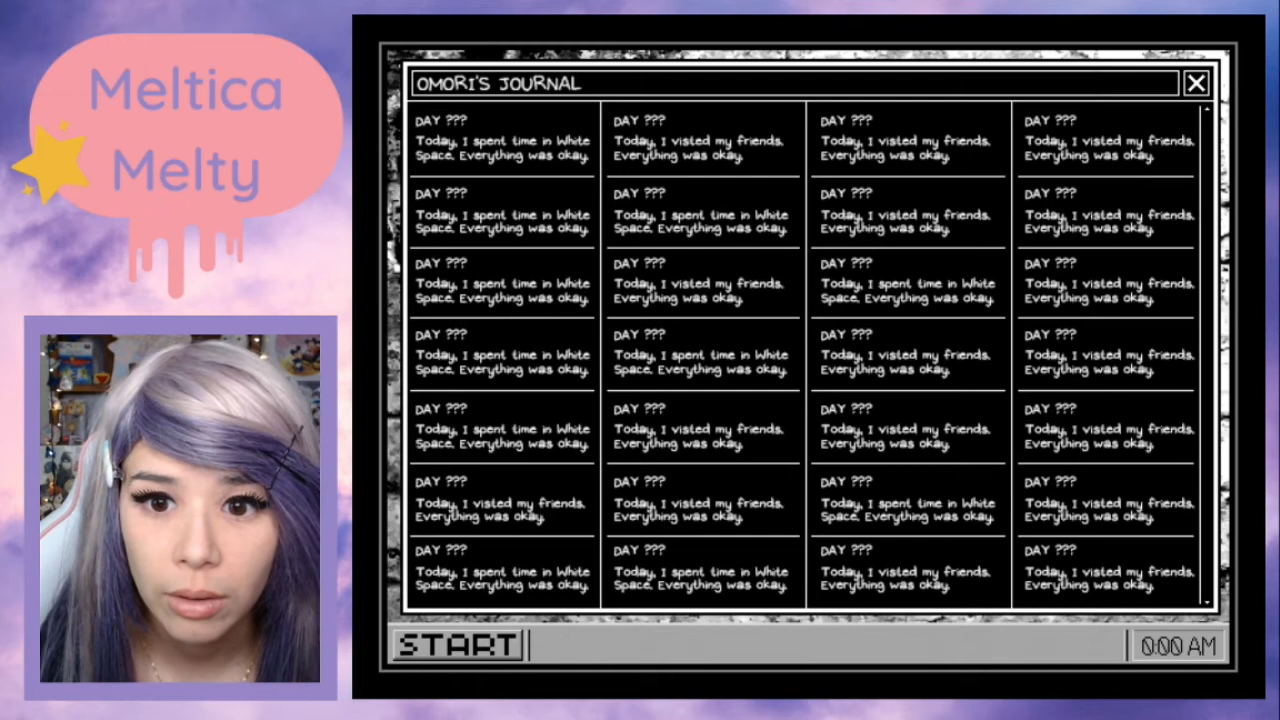 Meltica
Melty
OMORI'S JOURNAL
DAY ???
Today, I spent time in White
Space. Everything was okay.
DAY ???
Today, I visted my friends.
Everything was okay.
DAY ???
Today, I visted my friends.
Everything was okay.
DAY ???
Today, I visted my friends.
Everything was okay.
DAY ???
Today, I spent time in White
Space. Everything was okay.
DAY ???
Today, I spent time in White
Space. Everything was okay.
DAY ???
Today, I visted my friends.
Everything was okay.
DAY ???
Today, I visted my friends.
Everything was okay.
DAY ???
Today, I spent time in White
Space. Everything was okay.
DAY ???
Today, I visted my friends.
Everything was okay.
DAY ???
Today, I spent time in White
Space. Everything was okay.
DAY ???
Today, I visted my friends.
Everything was okay.
DAY ???
Today, I spent time in White
Space. Everything was okay.
DAY ???
Today, I spent time in White
Space. Everything was okay.
DAY ???
Today, I visted my friends.
Everything was okay.
DAY ???
Today, I visted my friends.
Everything was okay.
DAY ???
Today, I spent time in White
Space. Everything was okay.
DAY ???
Today, I visted my friends.
Everything was okay.
DAY ???
Today, I visted my friends.
Everything was okay.
DAY ???
Today, I visted my friends.
Everything was okay.
DAY ???
Today, I visted my friends.
Everything was okay.
DAY ???
Today, I visted my friends.
Everything was okay.
DAY ???
Today, I spent time in White
Space. Everything was okay.
DAY ???
Today, I visted my friends.
Everything was okay.
DAY ???
Today, I spent time in White
Space. Everything was okay.
DAY ???
Today, I spent time in White
Space. Everything was okay.
DAY ???
Today, I visted my friends.
Everything was okay.
DAY ???
Today, I visted my friends.
Everything was okay.
START
0:00 AM